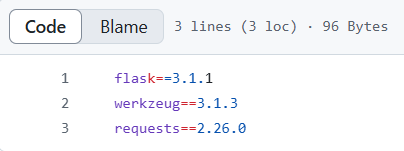 Code Blame 3 lines (3 loc) · 96 Bytes
1 flask==3.1.1
2 werkzeug==3.1.3
3 requests==2.26.0